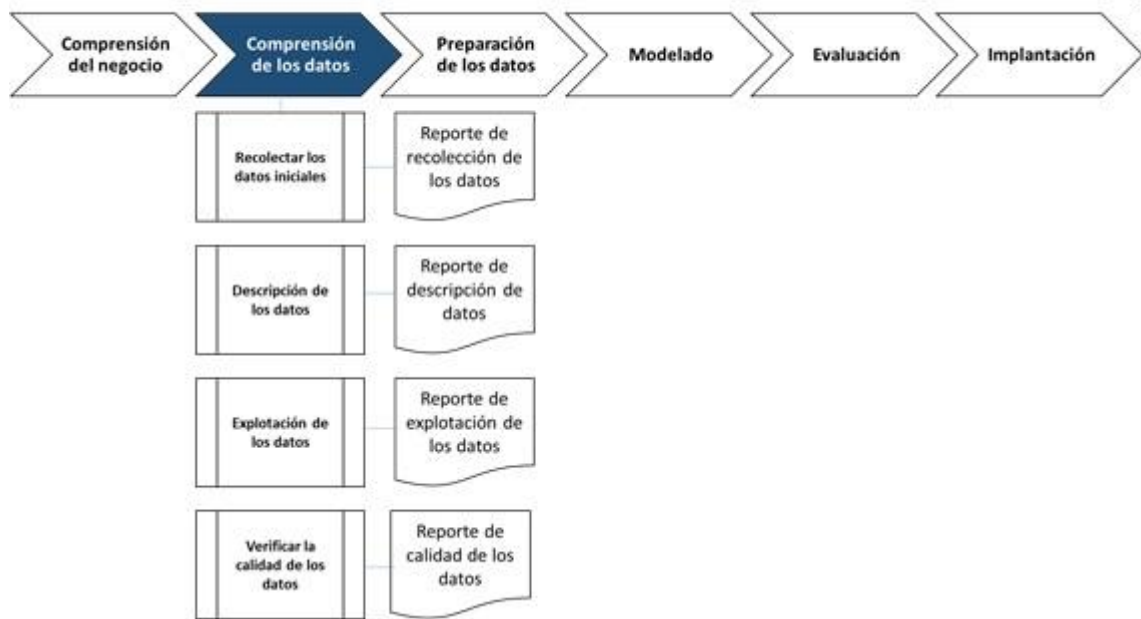 Comprensión
del negocio
Comprensión
de los datos
Preparación
de los datos
Modelado
Evaluación
Implantación
Recolectar los
datos iniciales
Reporte de
recolección de
los datos
Descripción de
los datos
Reporte de
descripción de
datos
Explotación de
los datos
Reporte de
explotación de
los datos
Verificar la
calidad de los
datos
Reporte de
calidad de los
datos